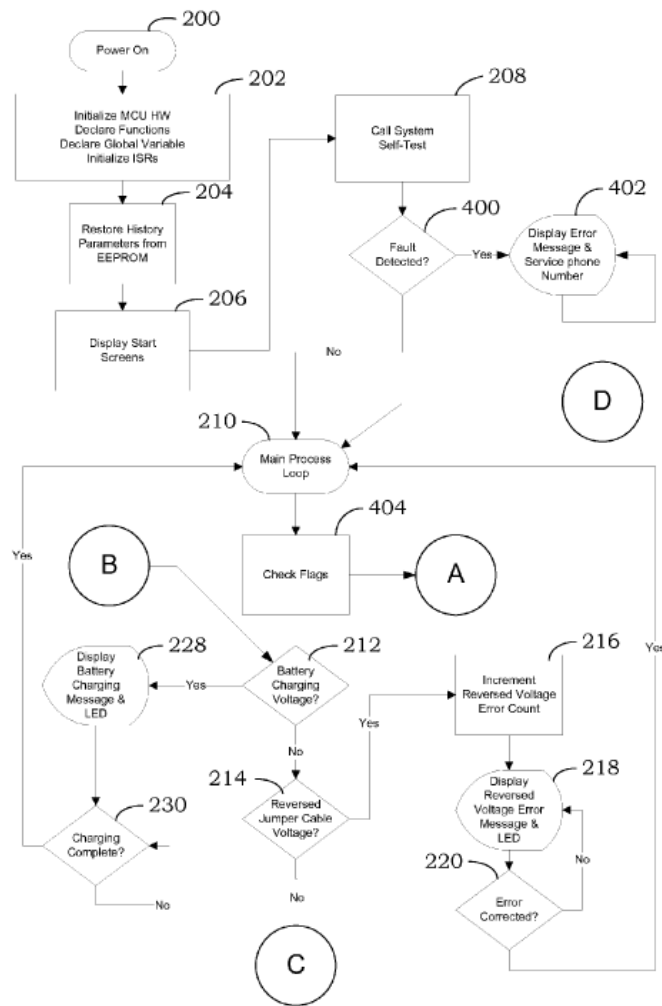 200
Power On
202
Initialize MCU HW
Declare Functions
Declare Global Variable
Initialize ISRs
204
Restore History
Parameters from
EEPROM
206
Display Start
Screens
208
Call System
Self-Test
400
Fault
Detected?
Yes
402
Display Error
Message &
Service phone
Number
No
D
210
Main Process
Loop
404
Check Flags
A
B
Yes
228
Display
Battery
Charging
Message &
LED
Yes
212
Battery
Charging
Voltage?
No
214
Reversed
Jumper Cable
Voltage?
Yes
No
216
Increment
Reversed Voltage
Error Count
218
Display
Reversed
Voltage Error
Message &
LED
Yes
No
220
Error
Corrected?
230
Charging
Complete?
No
C